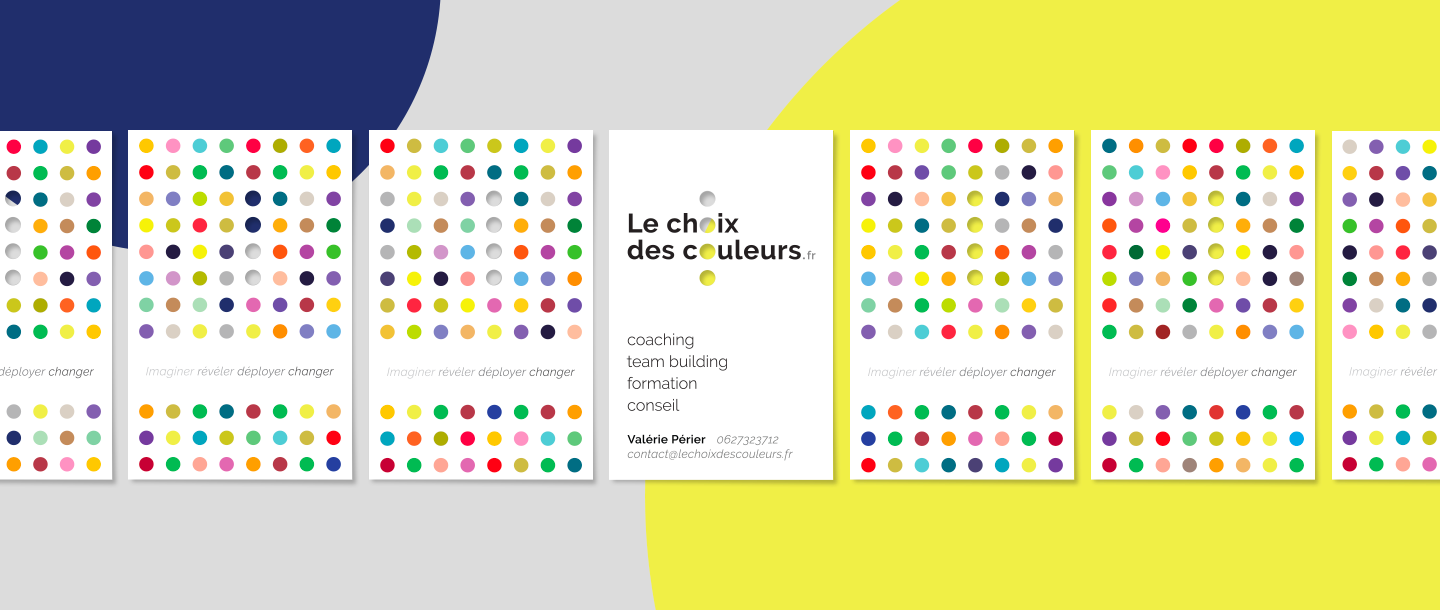 déployer changer
Imaginer révéler déployer changer
Imaginer révéler déployer changer
Le choix
des couleurs.fr
coaching
team building
formation
conseil
Valérie Périer 0627323712
contact@lechoixdescouleurs.fr
Imaginer révéler déployer changer
Imaginer révéler déployer changer
Imaginer révéler